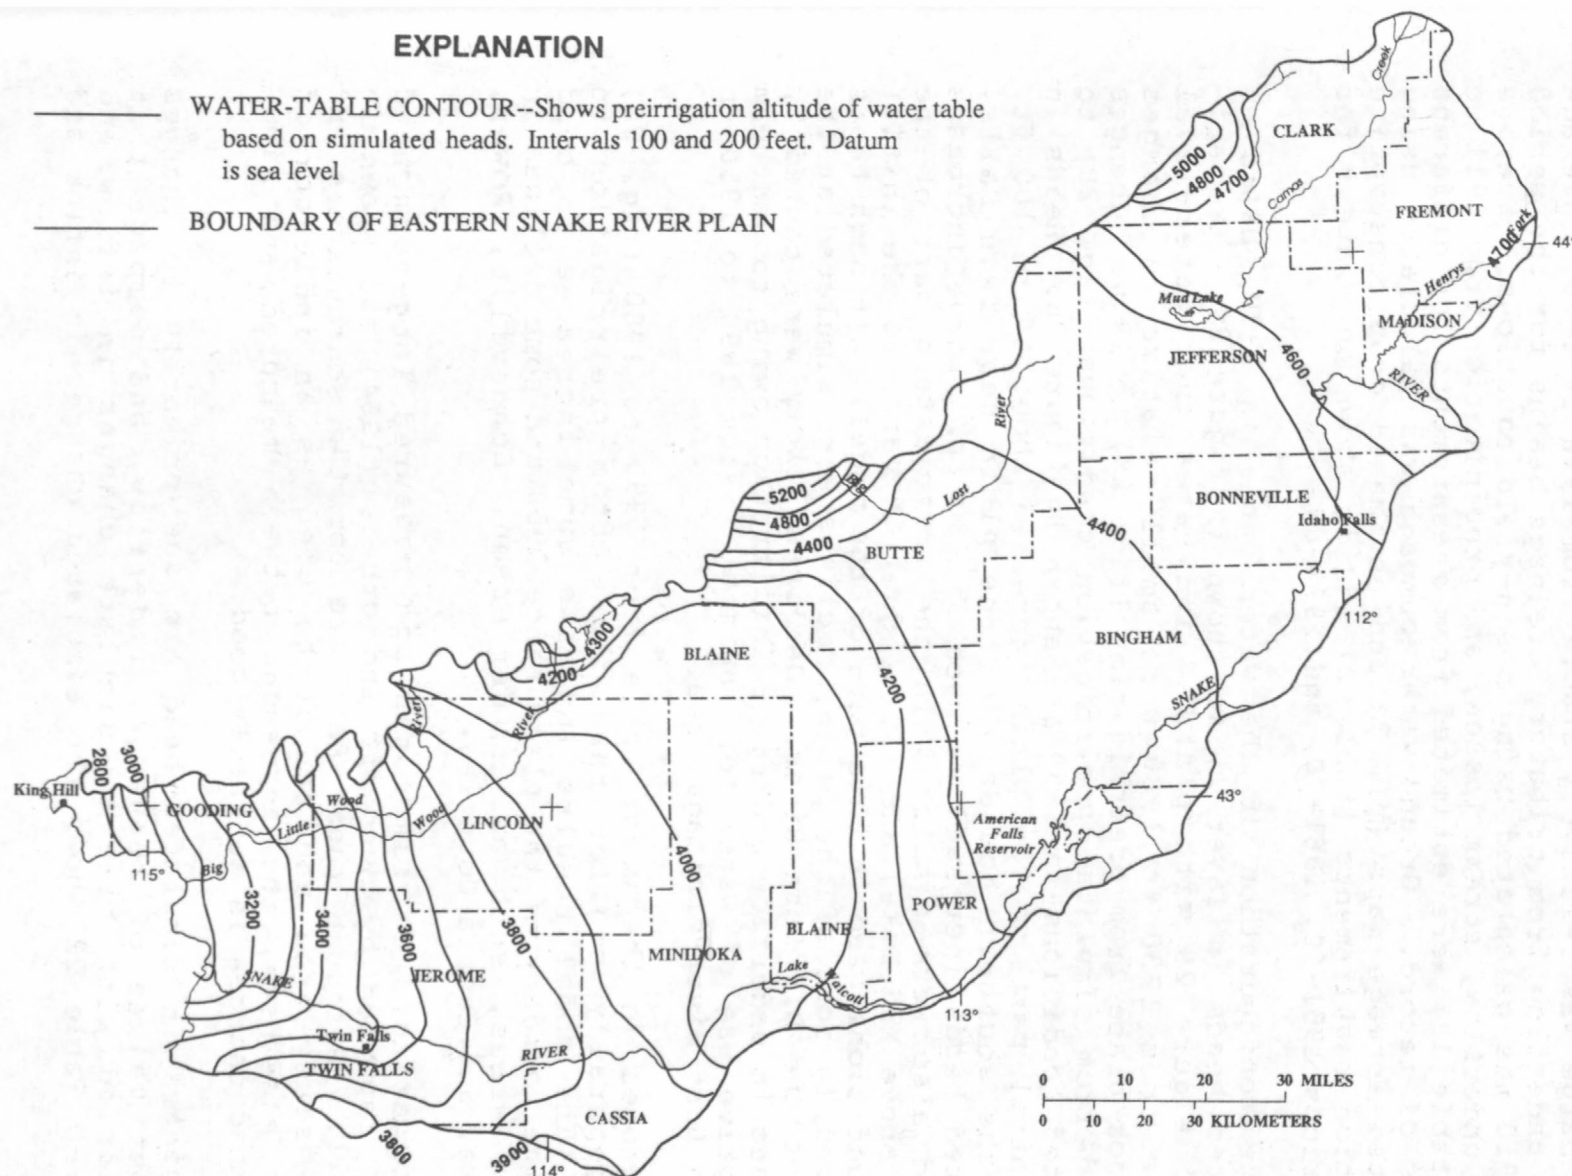 EXPLANATION
WATER-TABLE CONTOUR--Shows preirrigation altitude of water table
based on simulated heads. Intervals 100 and 200 feet. Datum
is sea level
BOUNDARY OF EASTERN SNAKE RIVER PLAIN
Creek
CLARK
5000
4800
4700
Camas
FREMONT
Fork
4700
44°
Henrys
Mud Lake
MADISON
JEFFERSON
4600
RIVER
River
5200
Big
Lost
BONNEVILLE
4800
Idaho Falls
4400
4400
BUTTE
112°
4300
BINGHAM
BLAINE
4200
4200
SNAKE
River
River
2800
3000
King Hill
GOODING
Wood
Little
Wood
LINCOLN
43°
American
Falls
Reservoir
115°
Big
4000
3200
3400
3600
3800
POWER
BLAINE
MINIDOKA
JEROME
Lake
Walcott
SNAKE
113°
Twin Falls
RIVER
TWIN FALLS
0 10 20 30 MILES
CASSIA
0 10 20 30 KILOMETERS
3800
3900
114°